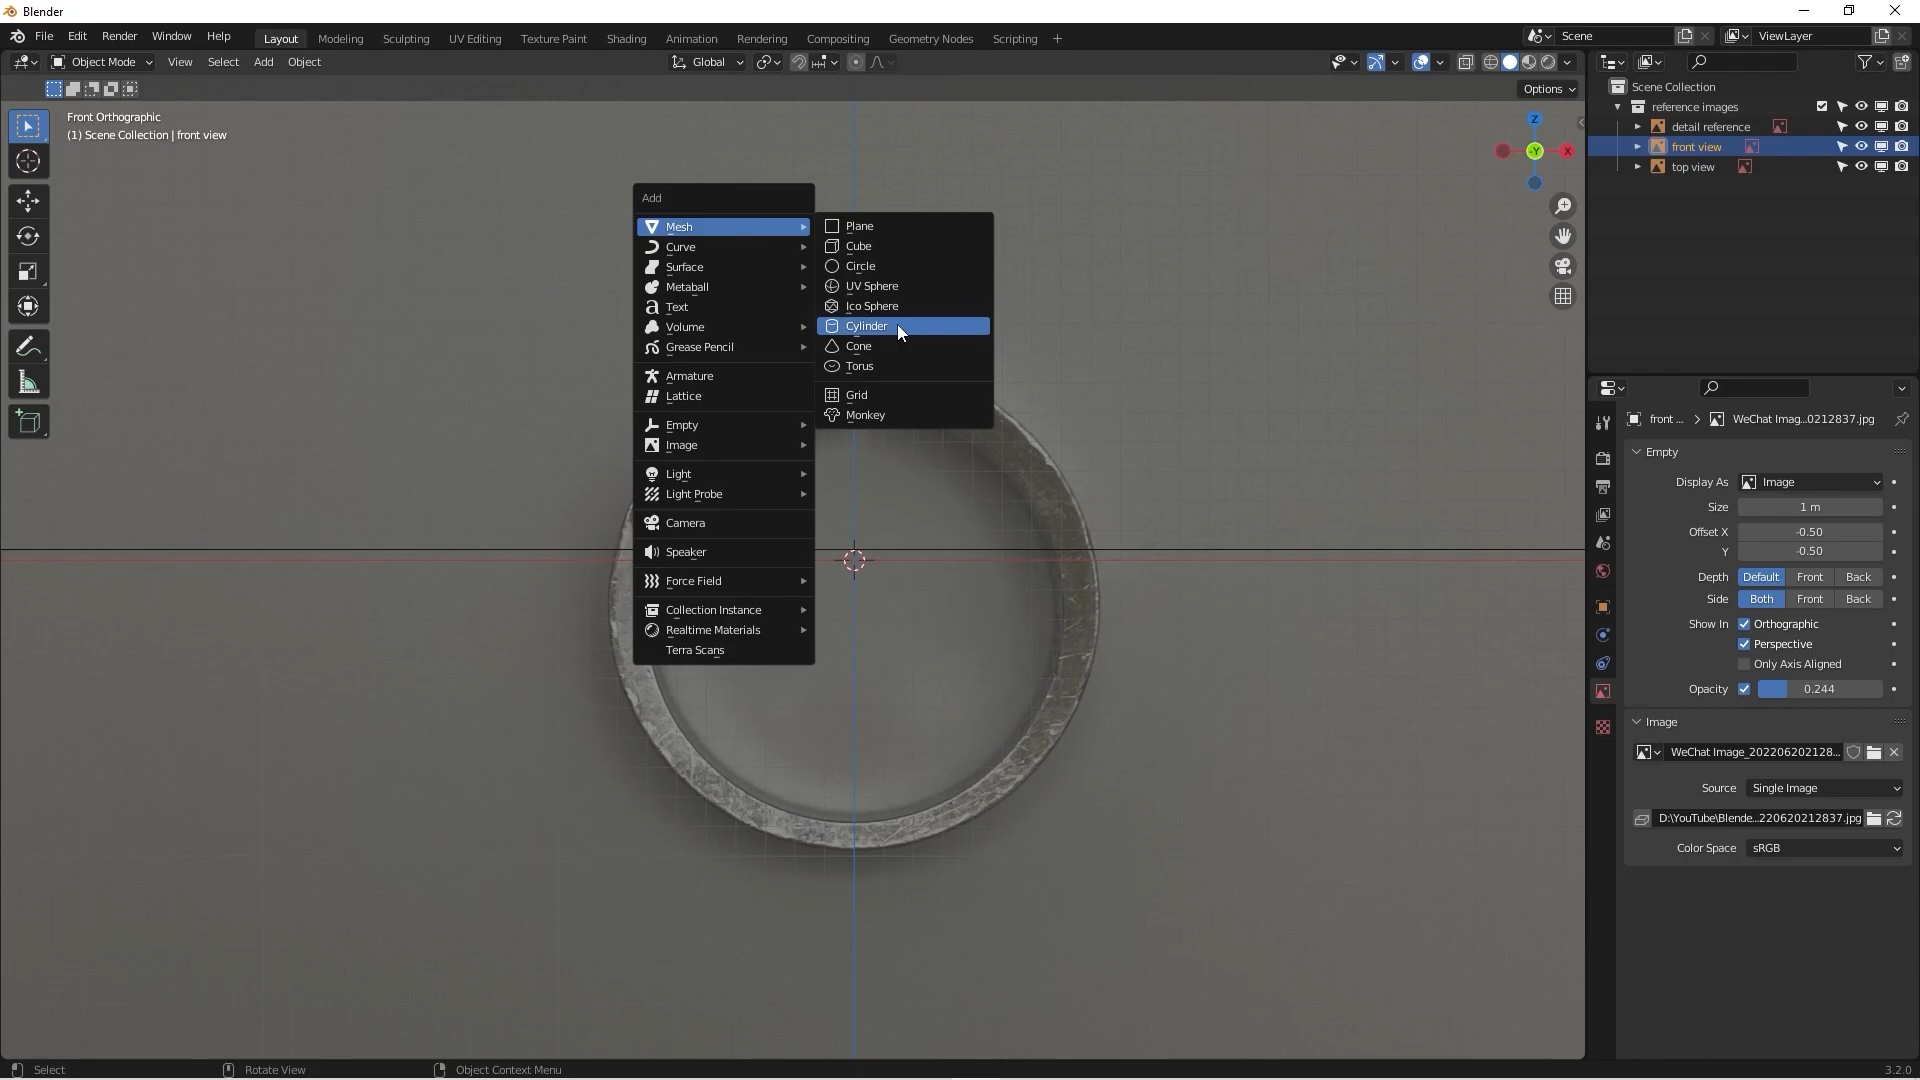 Blender
File Edit Render Window Help Layout Modeling Sculpting UV Editing Texture Paint Shading Animation Rendering Compositing Geometry Nodes Scripting + Scene ViewLayer
Object Mode View Select Add Object Global
Options
Front Orthographic
(1) Scene Collection | front view
Z
-Y
X
Add
Mesh
Curve
Surface
Metaball
Text
Volume
Grease Pencil
Armature
Lattice
Empty
Image
Light
Light Probe
Camera
Speaker
Force Field
Collection Instance
Realtime Materials
Terra Scans
Plane
Cube
Circle
UV Sphere
Ico Sphere
Cylinder
Cone
Torus
Grid
Monkey
Scene Collection
reference images
detail reference
front view
top view
front ... > WeChat Imag...0212837.jpg
Empty
Display As Image
Size 1 m
Offset X -0.50
Y -0.50
Depth Default Front Back
Side Both Front Back
Show In Orthographic
Perspective
Only Axis Aligned
Opacity 0.244
Image
WeChat Image_202206202128...
Source Single Image
D:\YouTube\Blende...220620212837.jpg
Color Space sRGB
Select Rotate View Object Context Menu 3.2.0